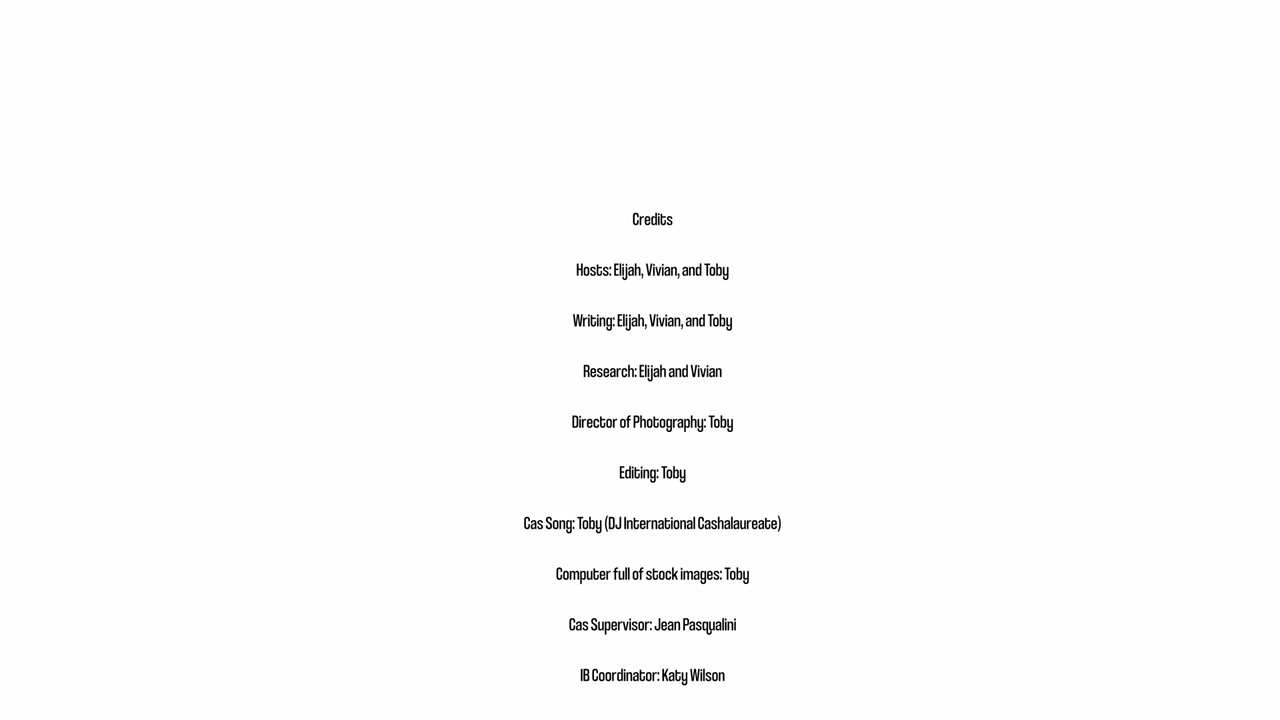 Credits
Hosts: Elijah, Vivian, and Toby
Writing: Elijah, Vivian, and Toby
Research: Elijah and Vivian
Director of Photography: Toby
Editing: Toby
Cas Song: Toby (DJ International Cashalaureate)
Computer full of stock images: Toby
Cas Supervisor: Jean Pasqualini
IB Coordinator: Katy Wilson